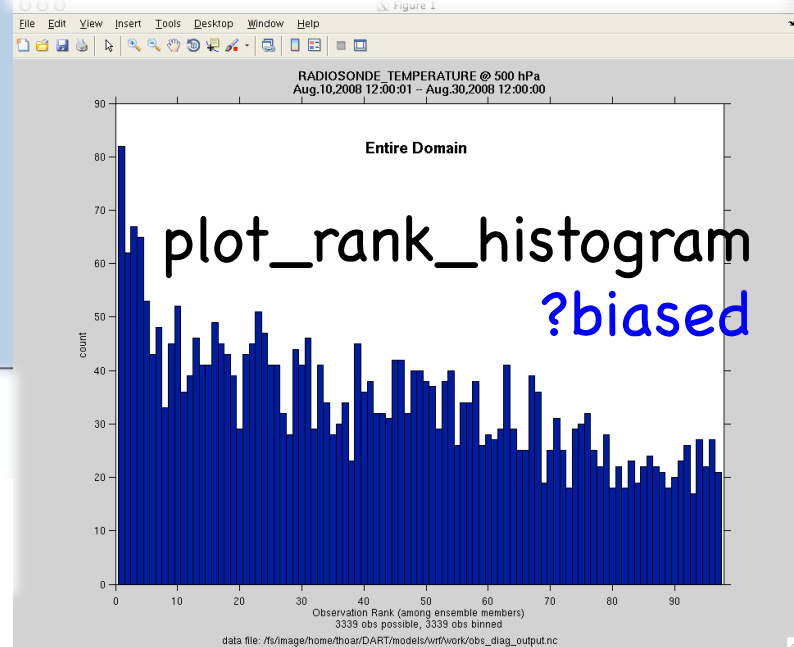 Figure 1
File Edit View Insert Tools Desktop Window Help
RADIOSONDE_TEMPERATURE @ 500 hPa
Aug.10,2008 12:00:01 -- Aug.30,2008 12:00:00
Entire Domain
plot_rank_histogram
?biased
90
80
70
60
50
40
30
20
10
0
count
0 10 20 30 40 50 60 70 80 90
Observation Rank (among ensemble members)
3339 obs possible, 3339 obs binned
data file: /fs/image/home/thoar/DART/models/wrf/work/obs_diag_output.nc